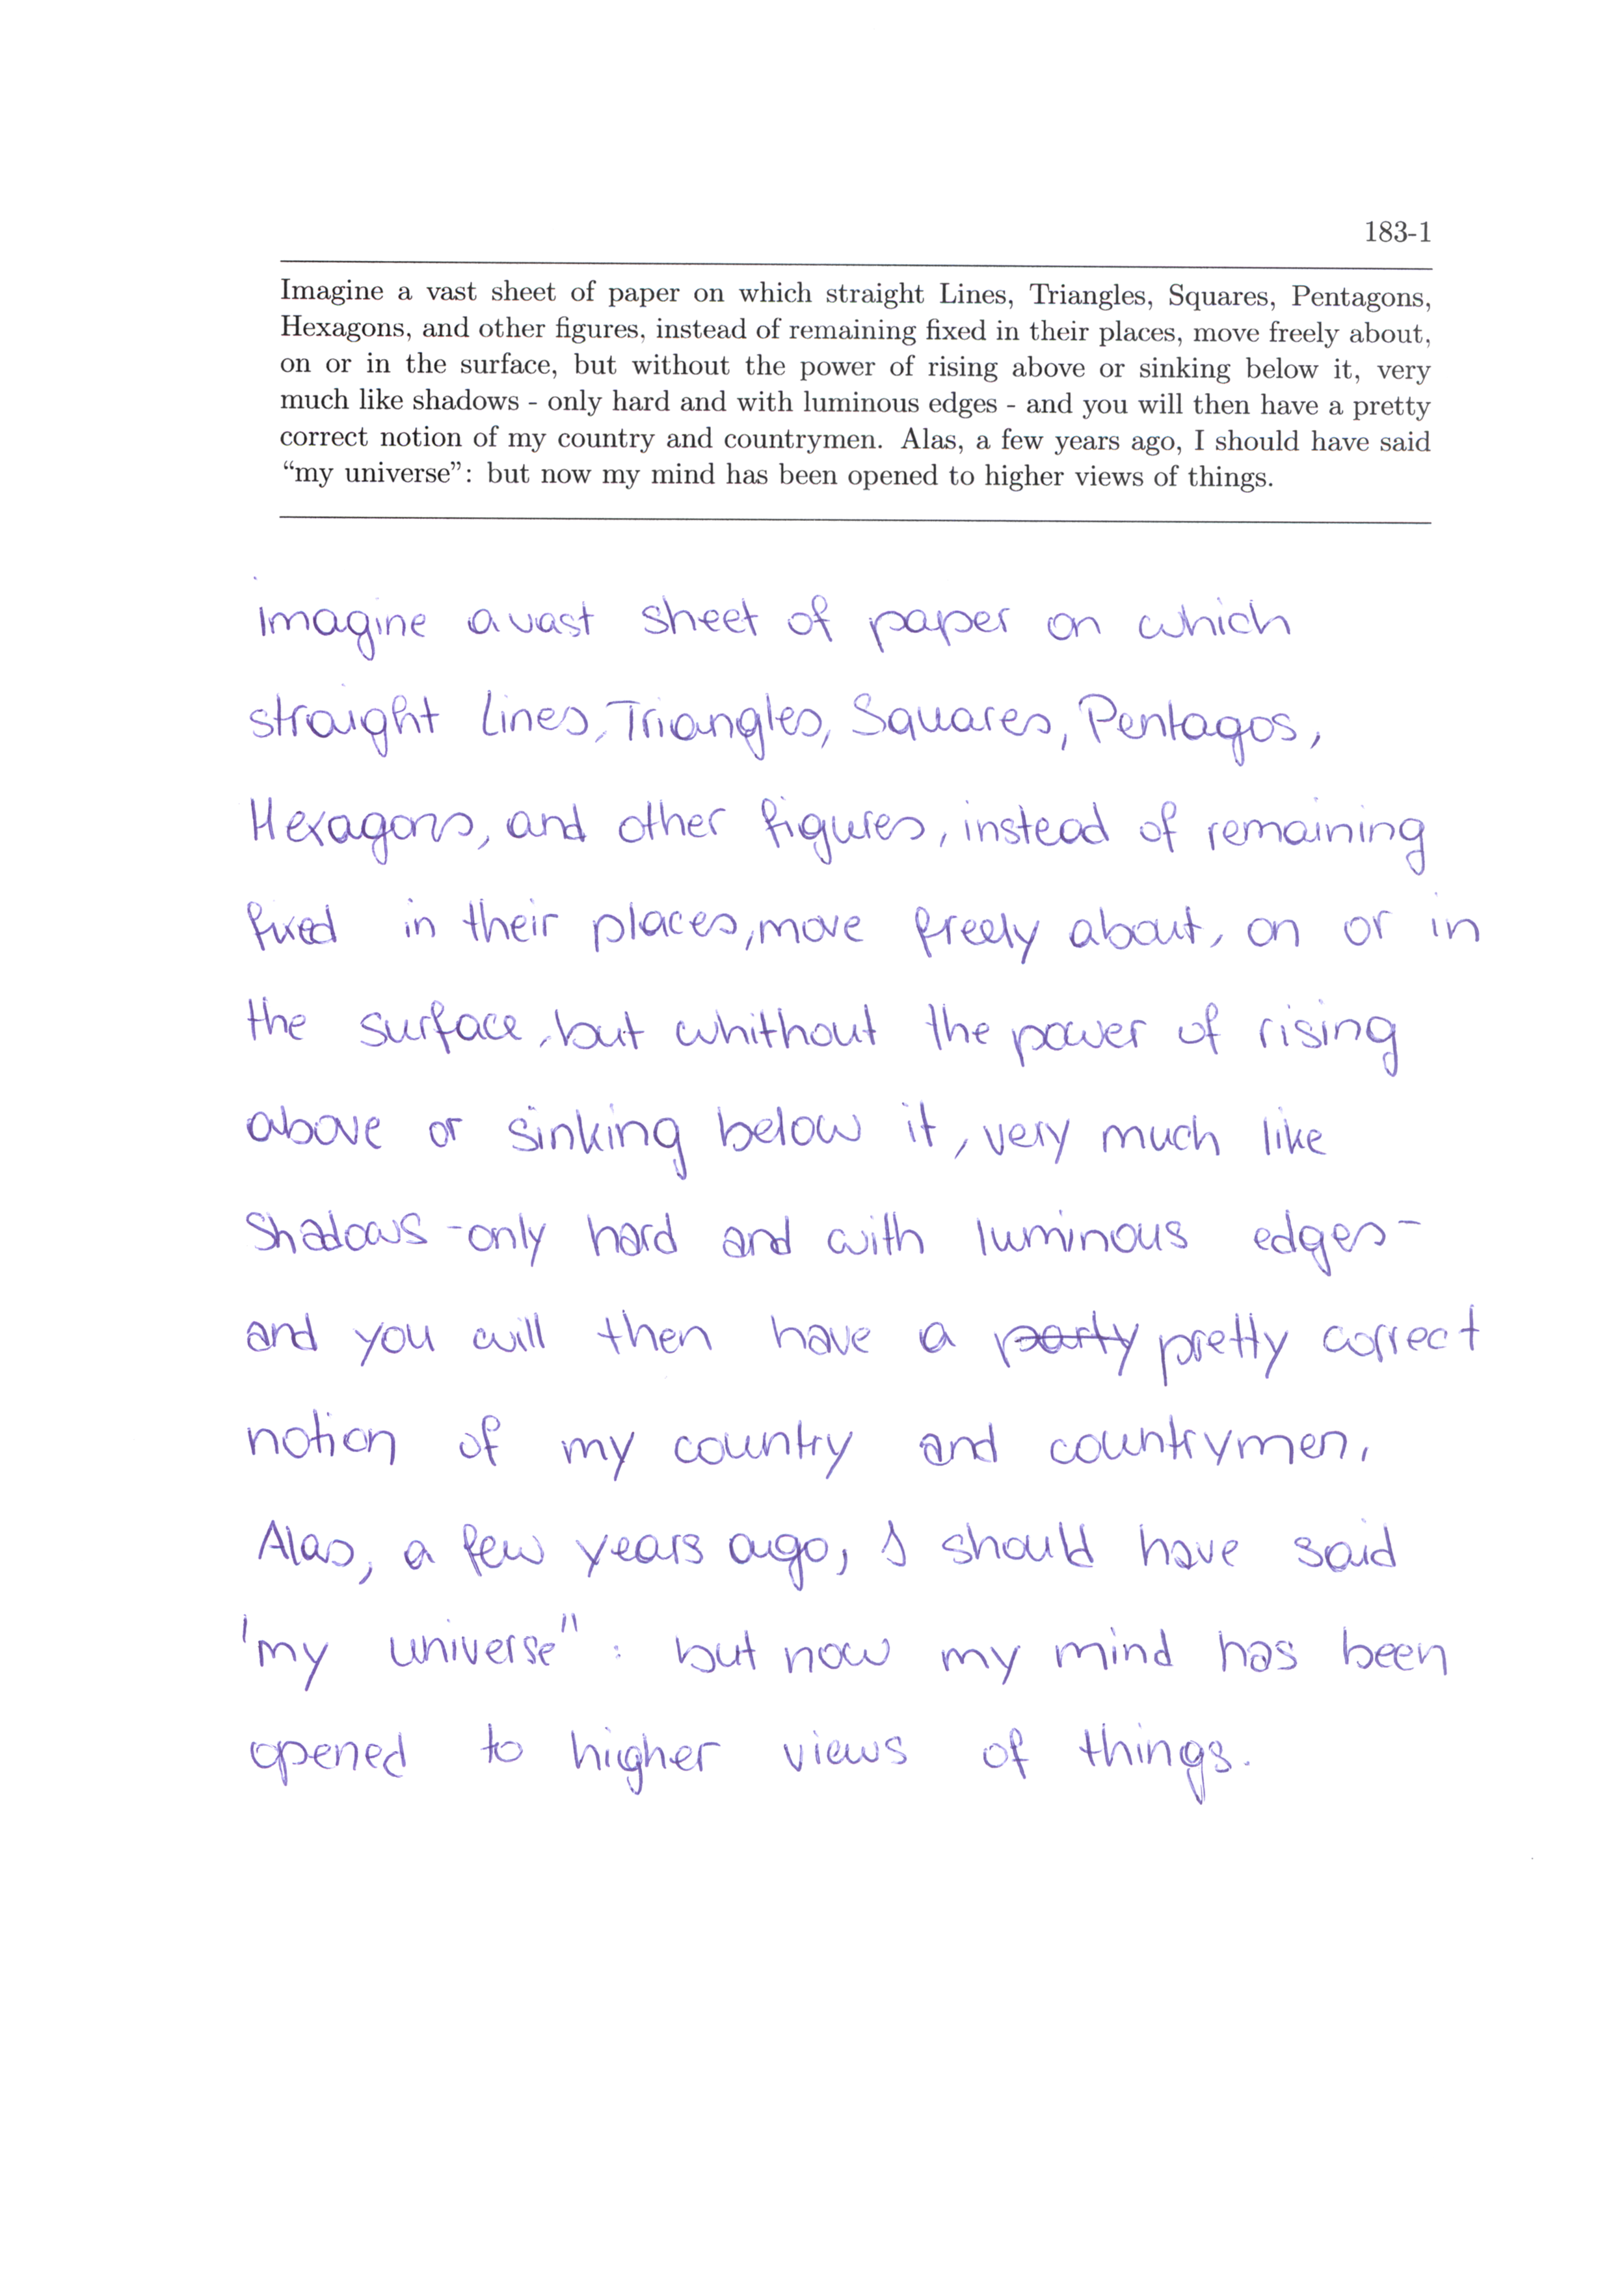 183-1
Imagine a vast sheet of paper on which straight Lines, Triangles, Squares, Pentagons,
Hexagons, and other figures, instead of remaining fixed in their places, move freely about,
on or in the surface, but without the power of rising above or sinking below it, very
much like shadows - only hard and with luminous edges - and you will then have a pretty
correct notion of my country and countrymen. Alas, a few years ago, I should have said
“my universe”: but now my mind has been opened to higher views of things.
Imagine a vast sheet of paper on which
straight Lines, Triangles, Squares, Pentagos,
Hexagons, and other figures, instead of remaining
fixed in their places, move freely about, on or in
the surface, but whithout the power of rising
above or sinking below it, very much like
Shadows - only hard and with luminous edges -
and you will then have a party pretty correct
notion of my country and countrymen.
Alas, a few years ago, I should have said
'my universe": but now my mind has been
opened to higher views of things.